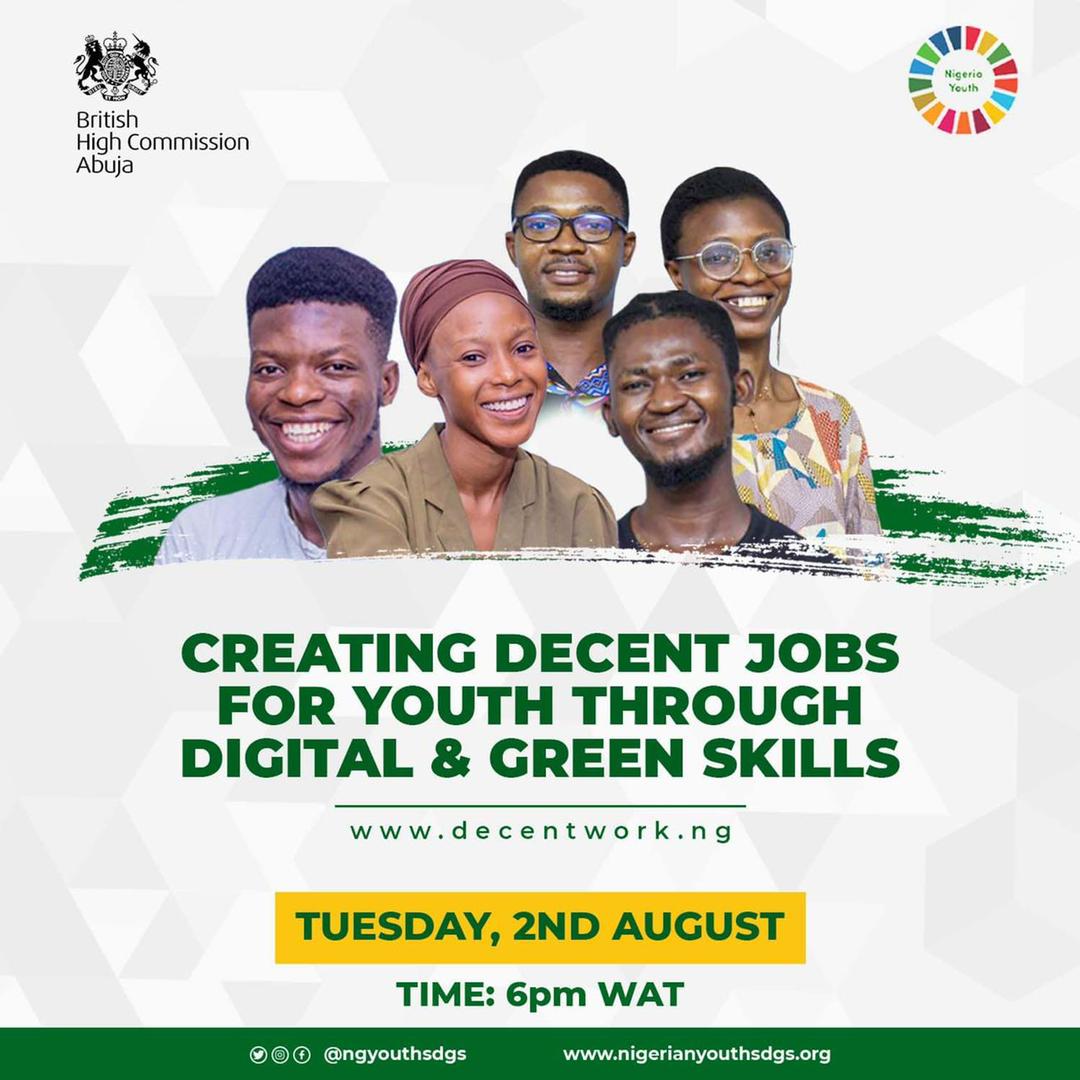 British
High Commission
Abuja
Nigeria
Youth
CREATING DECENT JOBS
FOR YOUTH THROUGH
DIGITAL & GREEN SKILLS
www.decentwork.ng
TUESDAY, 2ND AUGUST
TIME: 6pm WAT
@ngyouthsdgs www.nigerianyouthsdgs.org